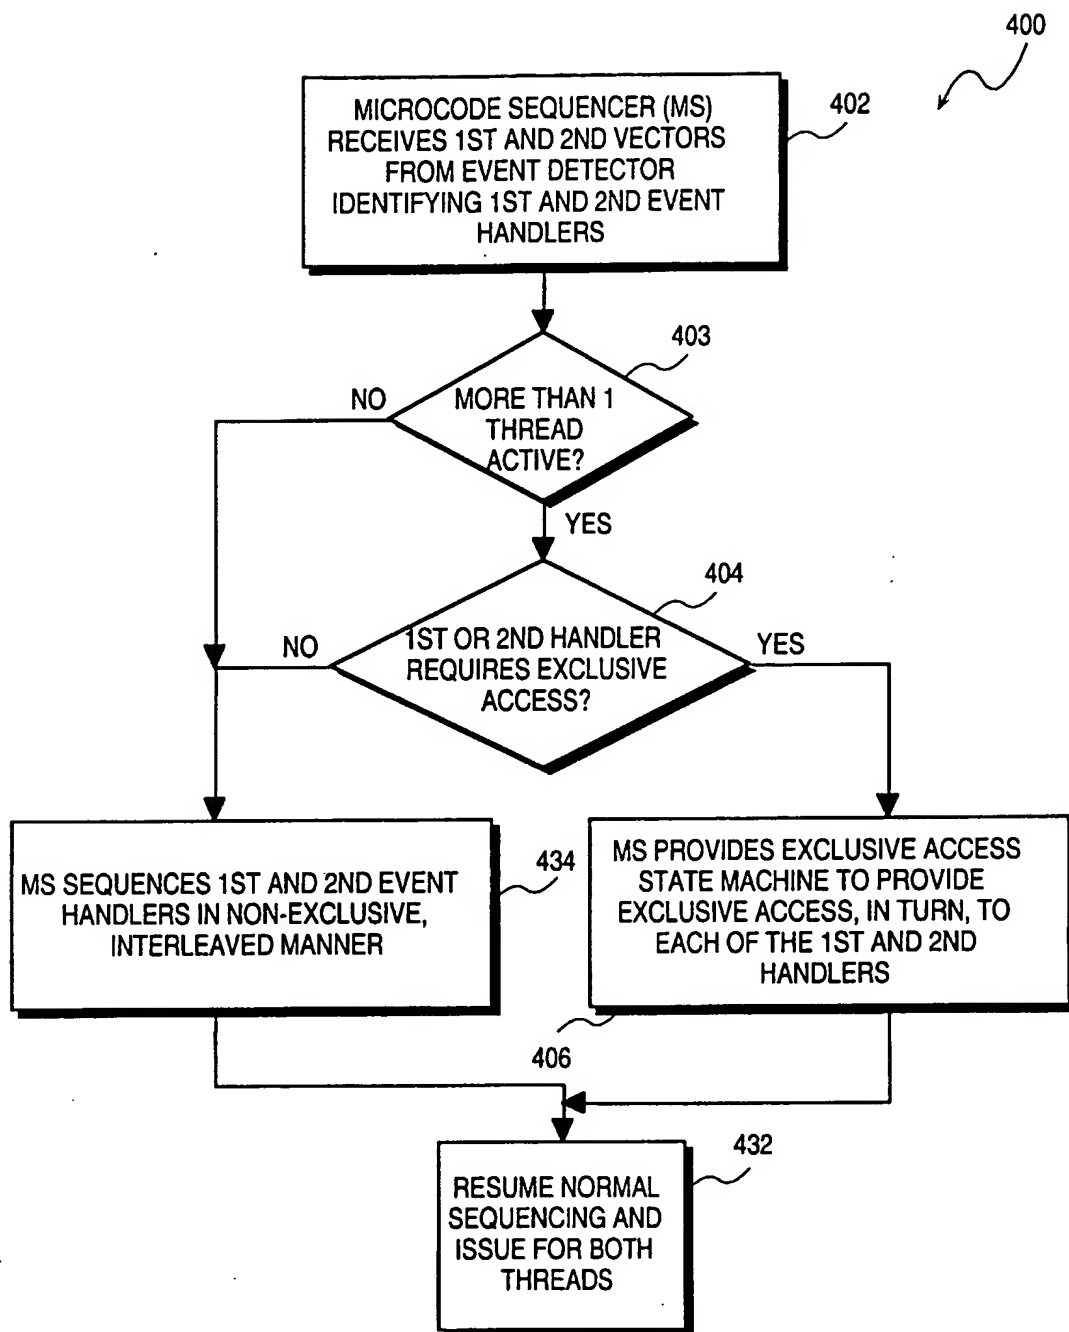 400
MICROCODE SEQUENCER (MS)
RECEIVES 1ST AND 2ND VECTORS
FROM EVENT DETECTOR
IDENTIFYING 1ST AND 2ND EVENT
HANDLERS
402
403
NO
MORE THAN 1
THREAD
ACTIVE?
YES
404
NO
1ST OR 2ND HANDLER
REQUIRES EXCLUSIVE
ACCESS?
YES
MS SEQUENCES 1ST AND 2ND EVENT
HANDLERS IN NON-EXCLUSIVE,
INTERLEAVED MANNER
434
MS PROVIDES EXCLUSIVE ACCESS
STATE MACHINE TO PROVIDE
EXCLUSIVE ACCESS, IN TURN, TO
EACH OF THE 1ST AND 2ND
HANDLERS
406
RESUME NORMAL
SEQUENCING AND
ISSUE FOR BOTH
THREADS
432